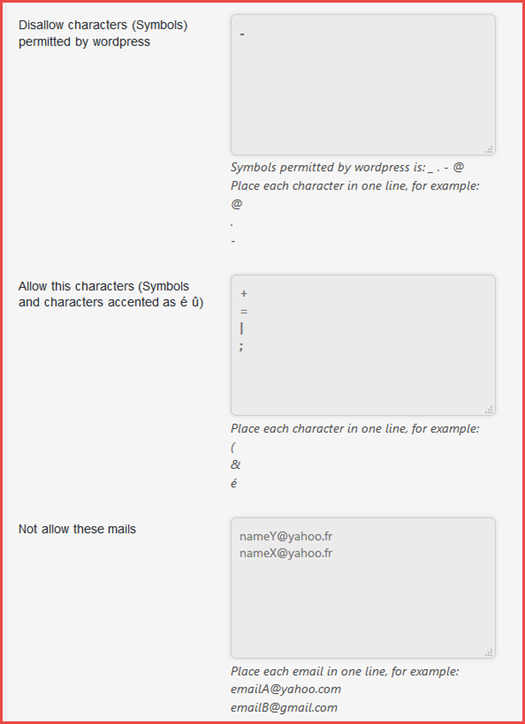 Disallow characters (Symbols)
permitted by wordpress
-
Symbols permitted by wordpress is: _ . - @
Place each character in one line, for example:
@
.
-
Allow this characters (Symbols
and characters accented as é û)
+
=
|
;
Place each character in one line, for example:
(
&
é
Not allow these mails
nameY@yahoo.fr
nameX@yahoo.fr
Place each email in one line, for example:
emailA@yahoo.com
emailB@gmail.com